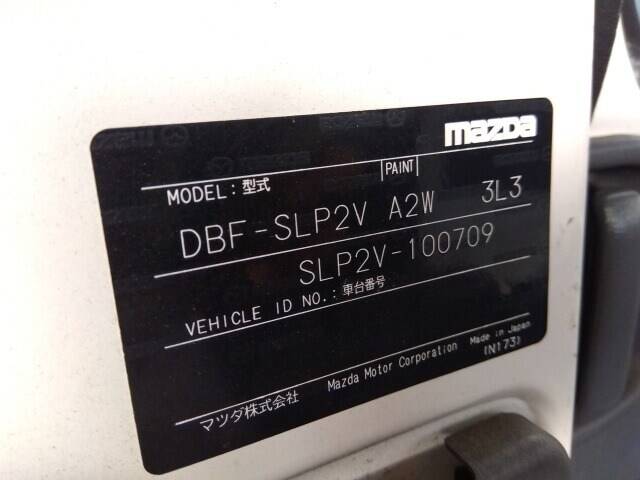 mazda
MODEL:型式 PAINT
DBF-SLP2V A2W 3L3
SLP2V-100709
VEHICLE ID NO.:車台番号
マツダ株式会社 Mazda Motor Corporation Made in Japan
(N173)